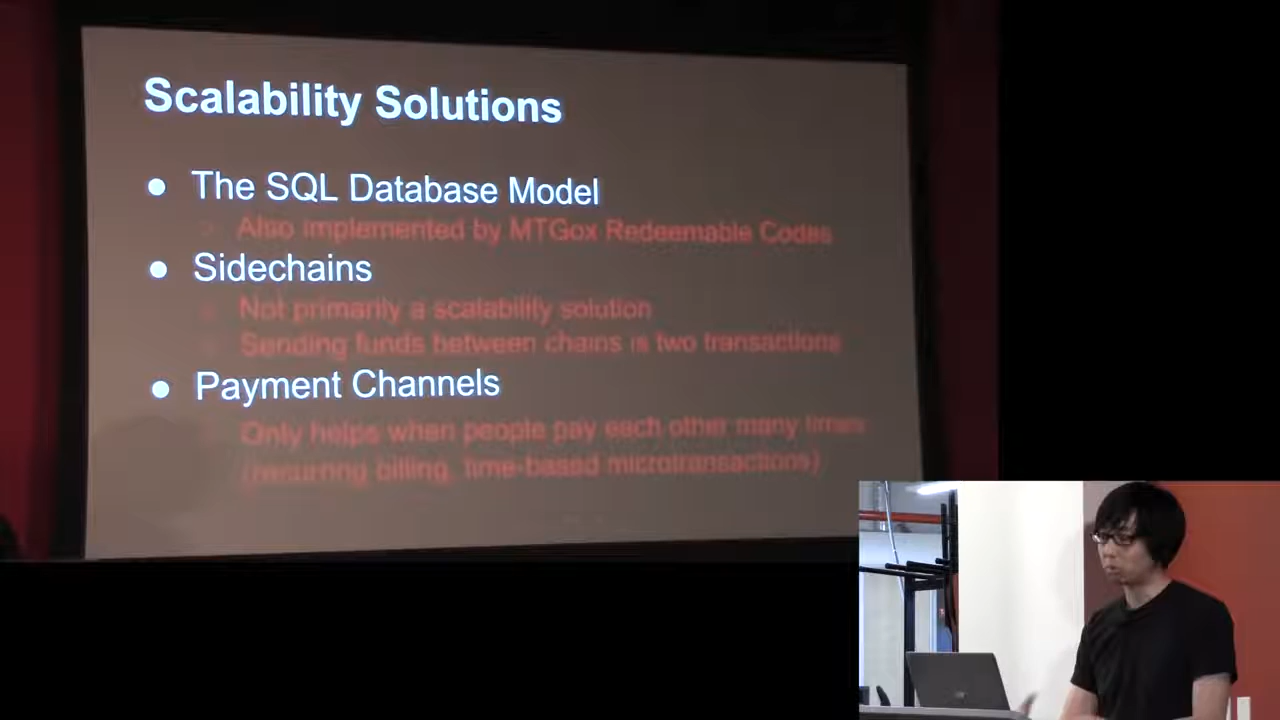 Scalability Solutions
● The SQL Database Model
Also implemented by MTGox Redeemable Codes
● Sidechains
Not primarily a scalability solution
Sending funds between chains is two transactions
● Payment Channels
Only helps when people pay each other many times
(recurring billing, time-based microtransactions)